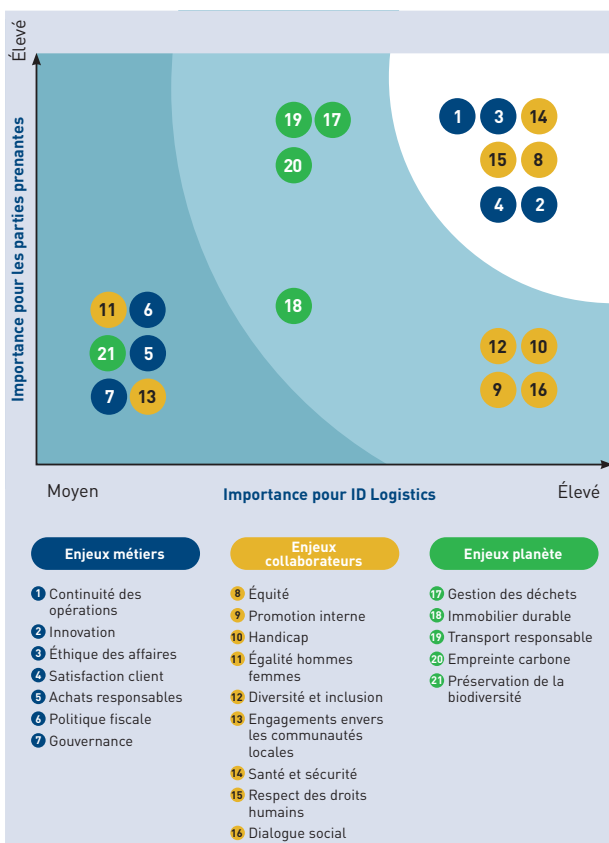 Élevé
Importance pour les parties prenantes
19 17
1 3 14
20
15 8
4 2
18
11 6
21 5
7 13
12 10
9 16
Moyen
Importance pour ID Logistics
Élevé
Enjeux métiers
1 Continuité des
opérations
2 Innovation
3 Éthique des affaires
4 Satisfaction client
5 Achats responsables
6 Politique fiscale
7 Gouvernance
Enjeux
collaborateurs
8 Équité
9 Promotion interne
10 Handicap
11 Égalité hommes
femmes
12 Diversité et inclusion
13 Engagements envers
les communautés
locales
14 Santé et sécurité
15 Respect des droits
humains
16 Dialogue social
Enjeux planète
17 Gestion des déchets
18 Immobilier durable
19 Transport responsable
20 Empreinte carbone
21 Préservation de la
biodiversité